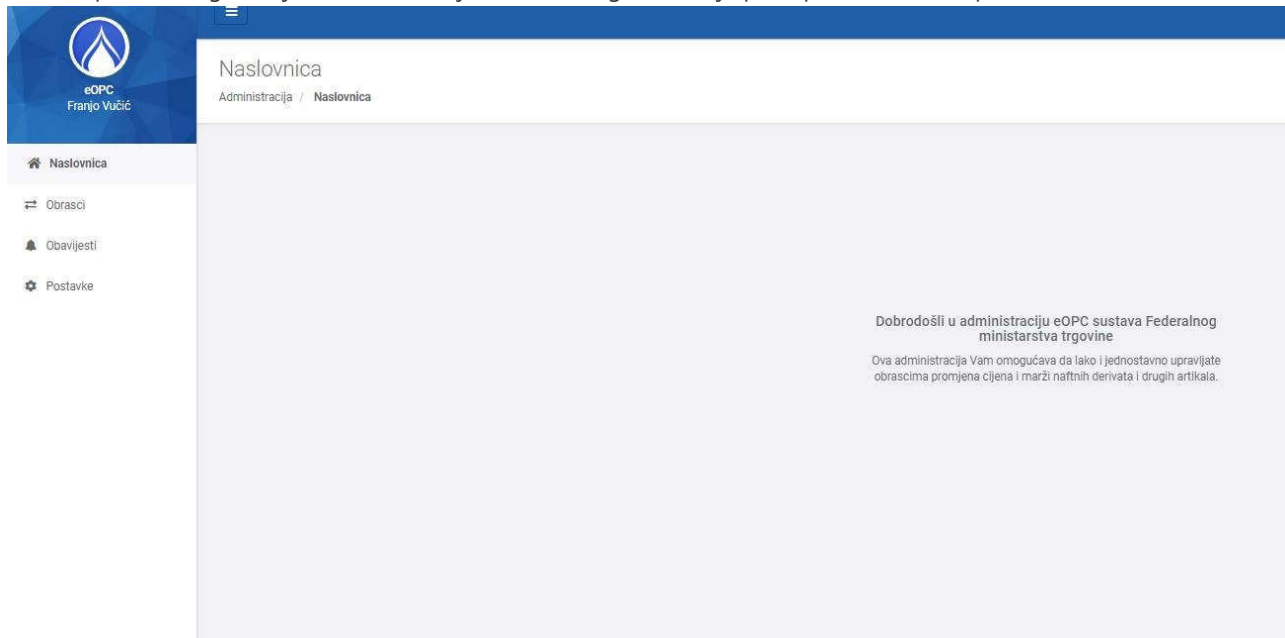 eOPC
Franjo Vučić
Naslovnica
Obrasci
Obavijesti
Postavke
Naslovnica
Administracija / Naslovnica
Dobrodošli u administraciju eOPC sustava Federalnog
ministarstva trgovine
Ova administracija Vam omogućava da lako i jednostavno upravljate
obrascima promjena cijena i marži naftnih derivata i drugih artikala.